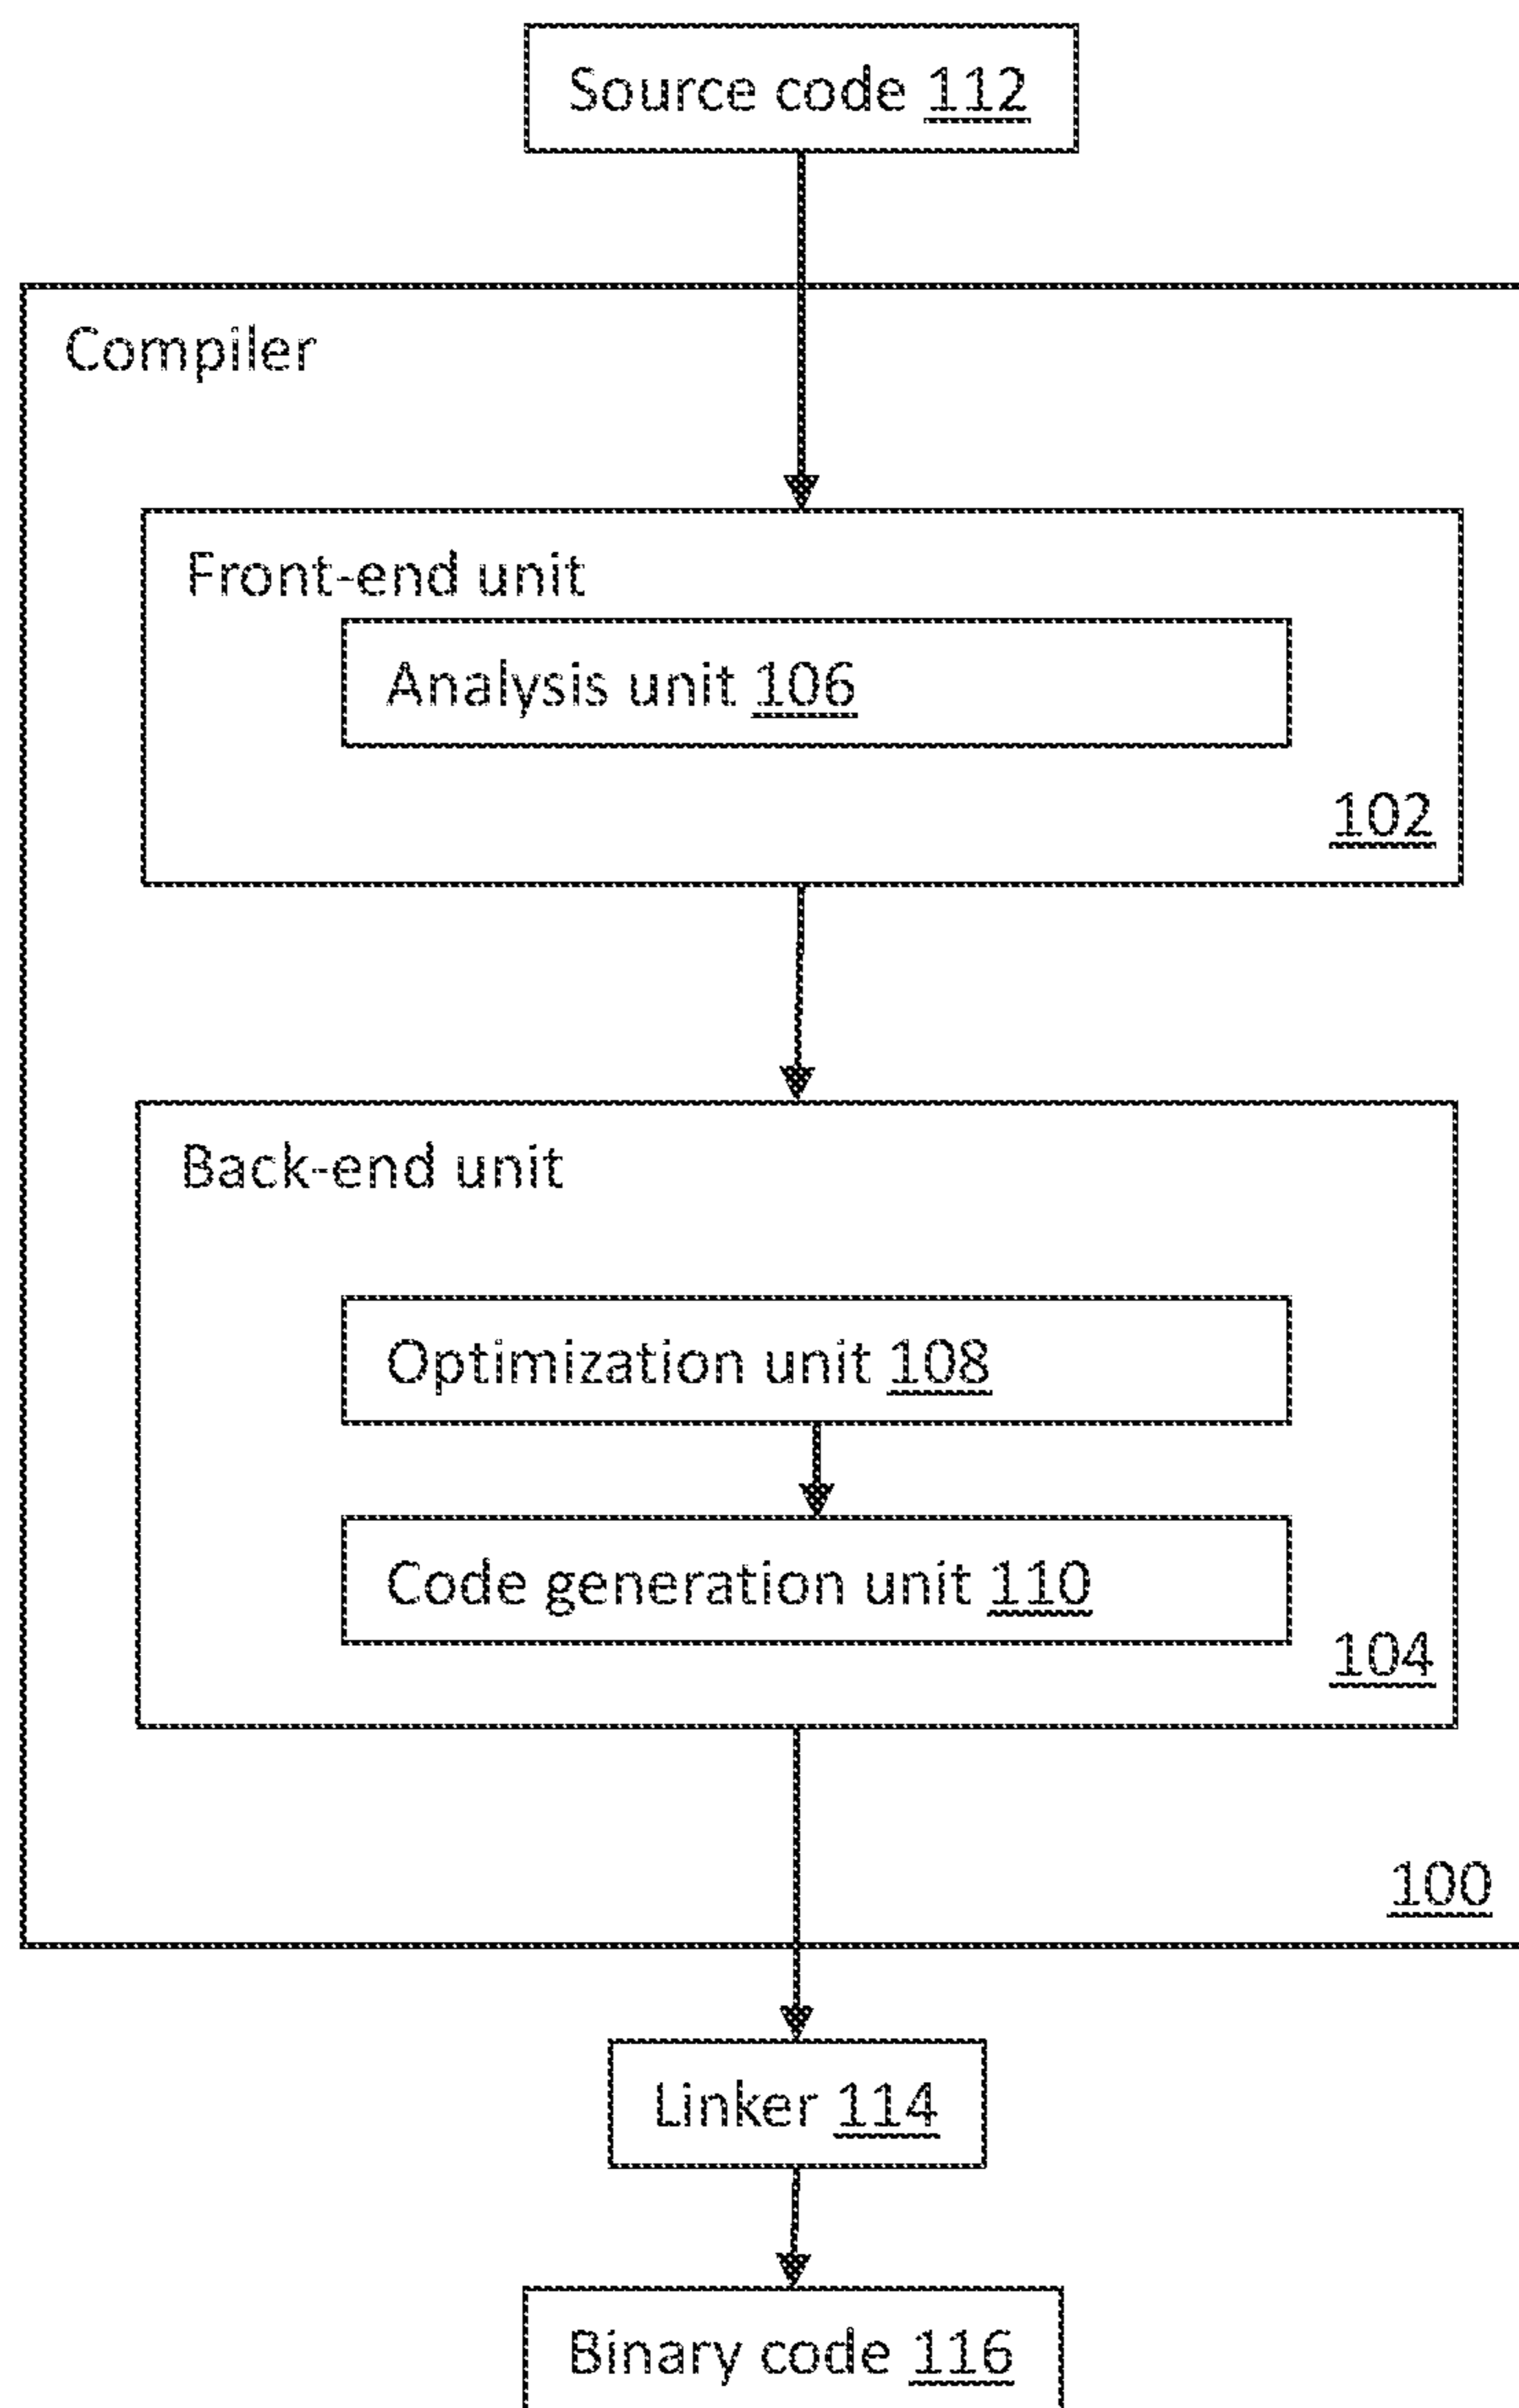 Source code 112
Compiler
Front-end unit
Analysis unit 106
102
Back-end unit
Optimization unit 108
Code generation unit 110
104
100
Linker 114
Binary code 116